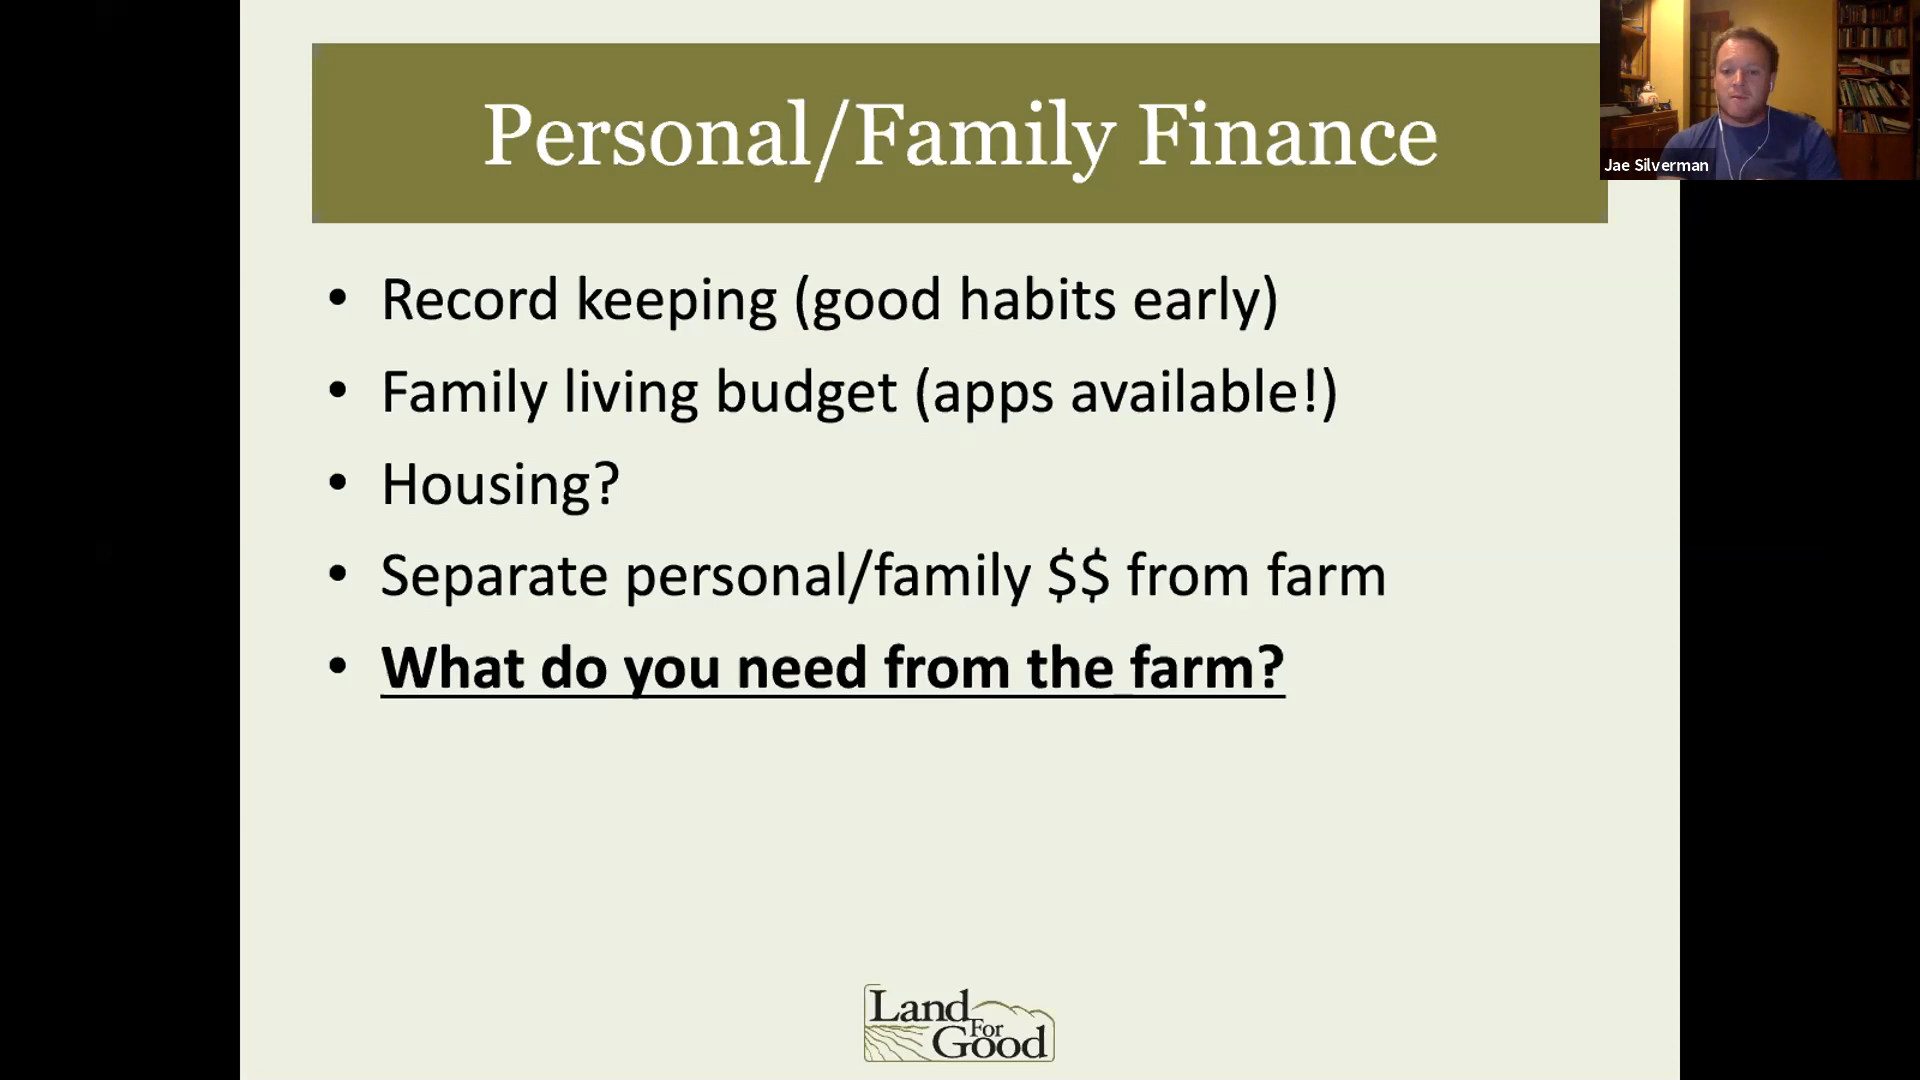 Personal/Family Finance
Jae Silverman
• Record keeping (good habits early)
• Family living budget (apps available!)
• Housing?
• Separate personal/family $$ from farm
• What do you need from the farm?
Land
For
Good